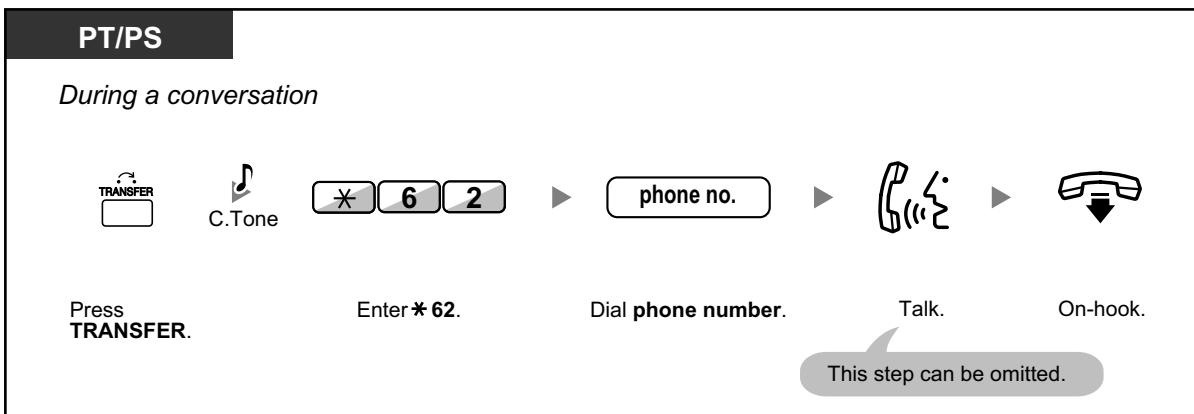 PT/PS
During a conversation
TRANSFER
C.Tone
* 6 2
phone no.
Press
TRANSFER.
Enter * 62.
Dial phone number.
Talk.
On-hook.
This step can be omitted.